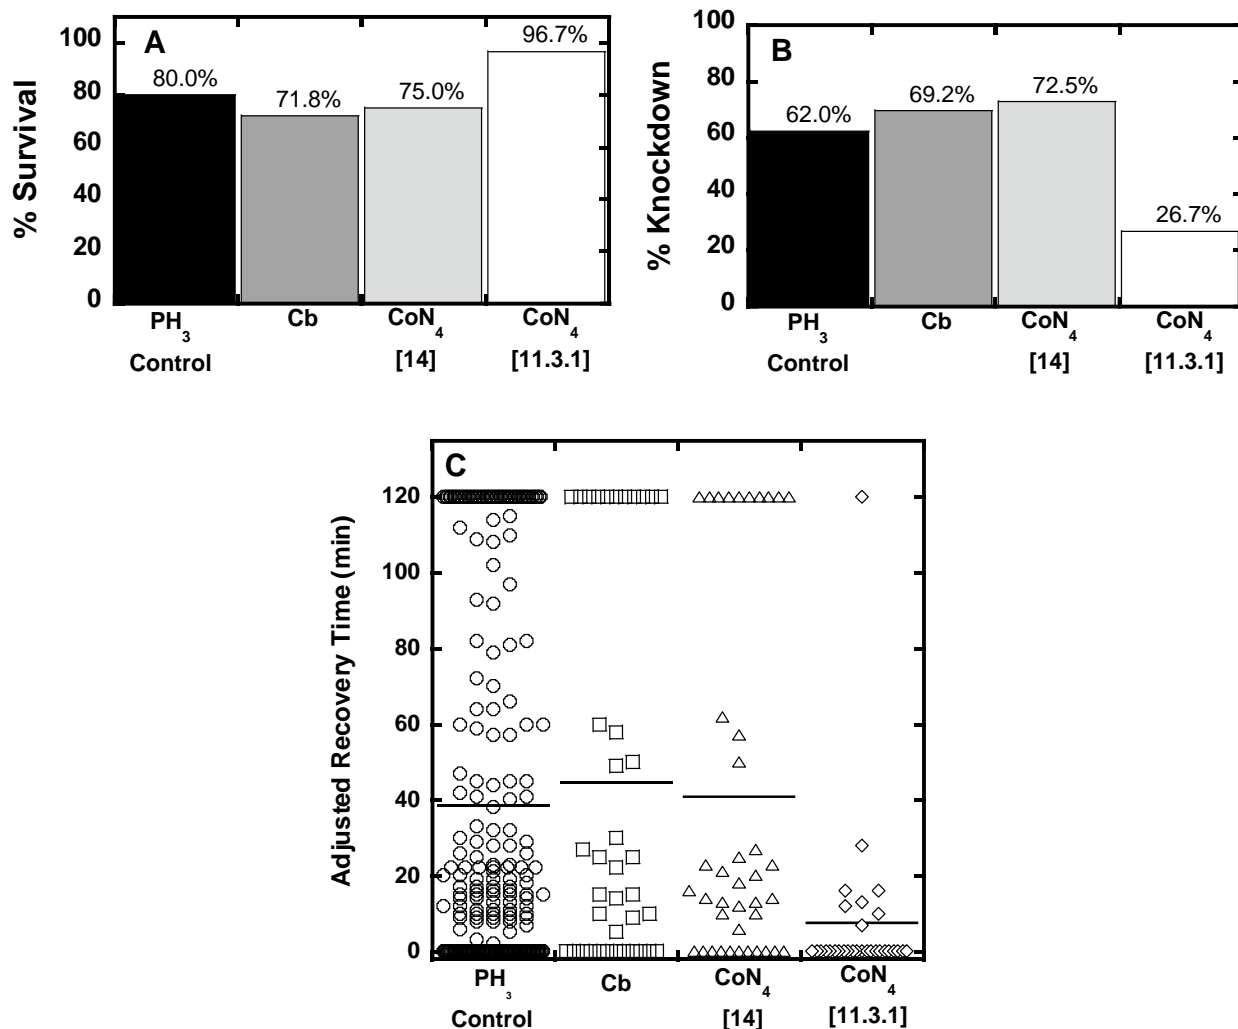 A
% Survival
100
80
60
40
20
0
80.0%
71.8%
75.0%
96.7%
PH3
Control
Cb
CoN4
[14]
CoN4
[11.3.1]
B
% Knockdown
100
80
60
40
20
0
62.0%
69.2%
72.5%
26.7%
PH3
Control
Cb
CoN4
[14]
CoN4
[11.3.1]
C
Adjusted Recovery Time (min)
120
100
80
60
40
20
0
PH3
Control
Cb
CoN4
[14]
CoN4
[11.3.1]